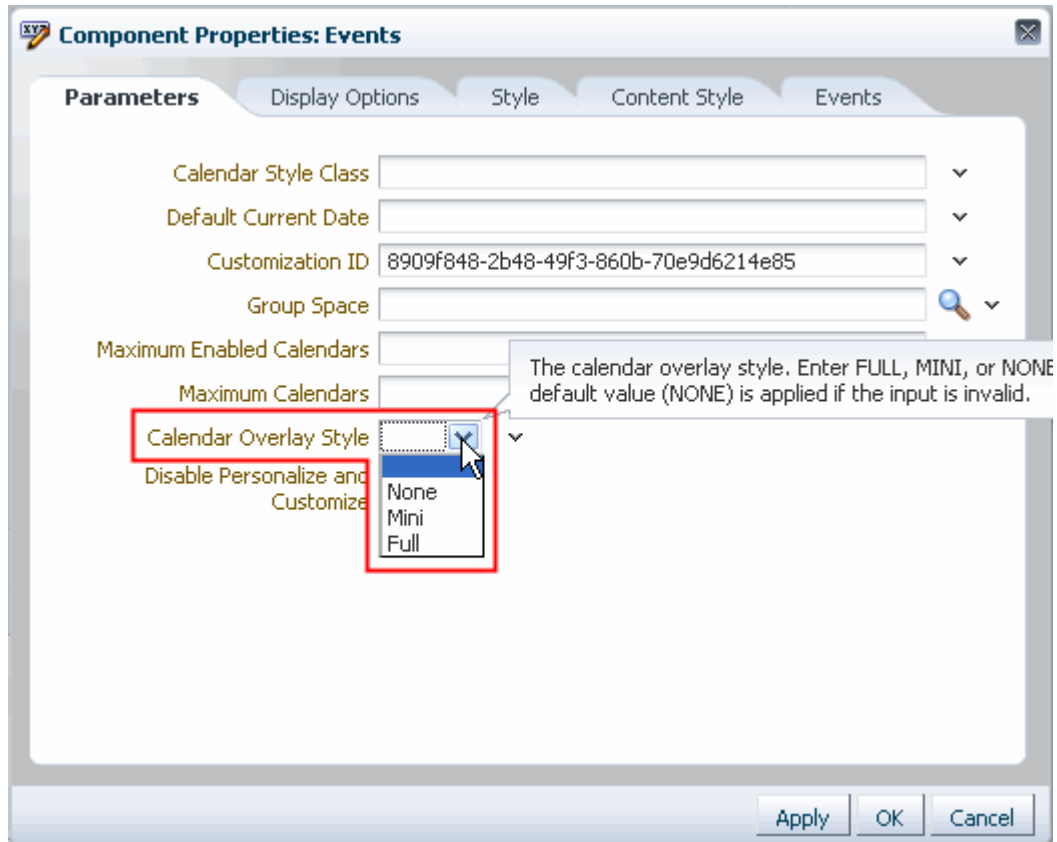 Component Properties: Events
Parameters Display Options Style Content Style Events
Calendar Style Class
Default Current Date
Customization ID 8909f848-2b48-49f3-860b-70e9d6214e85
Group Space
Maximum Enabled Calendars
The calendar overlay style. Enter FULL, MINI, or NONE
default value (NONE) is applied if the input is invalid.
Maximum Calendars
Calendar Overlay Style
Disable Personalize and
Customize
None
Mini
Full
Apply OK Cancel